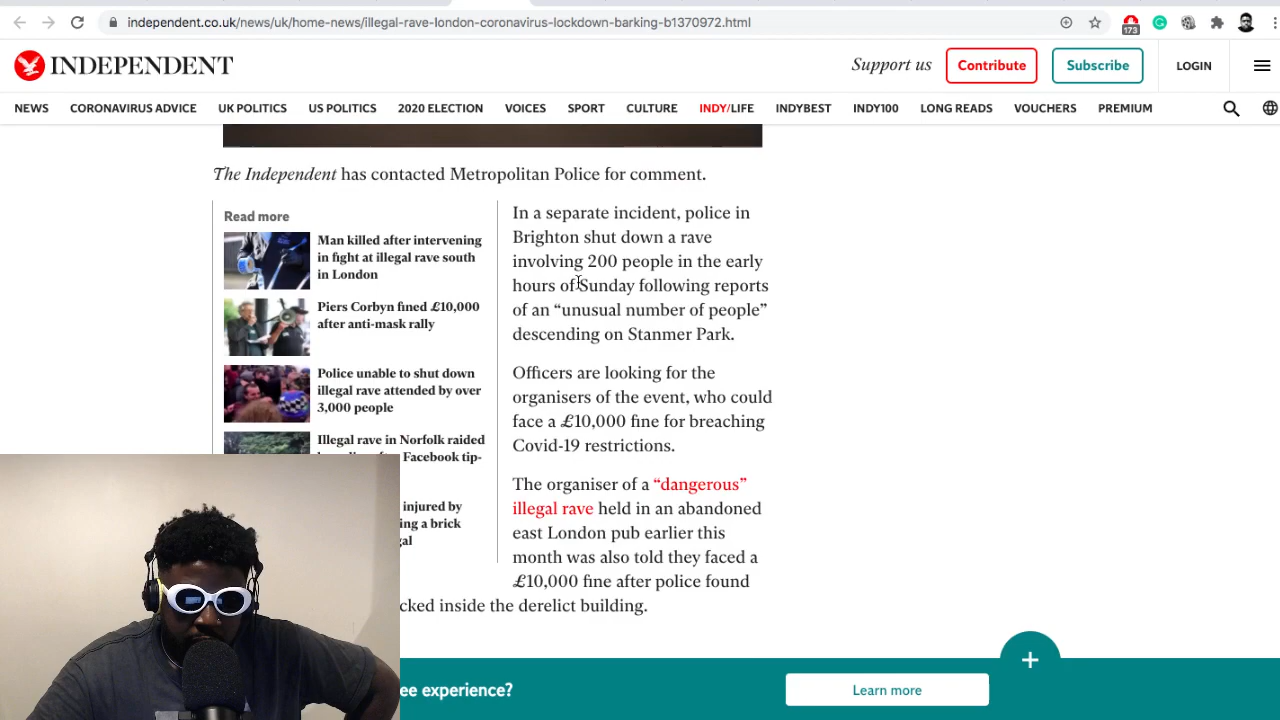 independent.co.uk/news/uk/home-news/illegal-rave-london-coronavirus-lockdown-barking-b1370972.html
173
INDEPENDENT
Support us
Contribute
Subscribe
LOGIN
NEWS CORONAVIRUS ADVICE UK POLITICS US POLITICS 2020 ELECTION VOICES SPORT CULTURE INDY/LIFE INDYBEST INDY100 LONG READS VOUCHERS PREMIUM
The Independent has contacted Metropolitan Police for comment.
Read more
Man killed after intervening
in fight at illegal rave south
in London
Piers Corbyn fined £10,000
after anti-mask rally
Police unable to shut down
illegal rave attended by over
3,000 people
Illegal rave in Norfolk raided
Facebook tip-
injured by
ing a brick
gal
In a separate incident, police in
Brighton shut down a rave
involving 200 people in the early
hours of Sunday following reports
of an “unusual number of people”
descending on Stanmer Park.
Officers are looking for the
organisers of the event, who could
face a £10,000 fine for breaching
Covid-19 restrictions.
The organiser of a “dangerous”
illegal rave held in an abandoned
east London pub earlier this
month was also told they faced a
£10,000 fine after police found
cked inside the derelict building.
ee experience?
Learn more